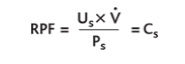 RPF = (Uₛ × V̇) / Pₛ = Cₛ